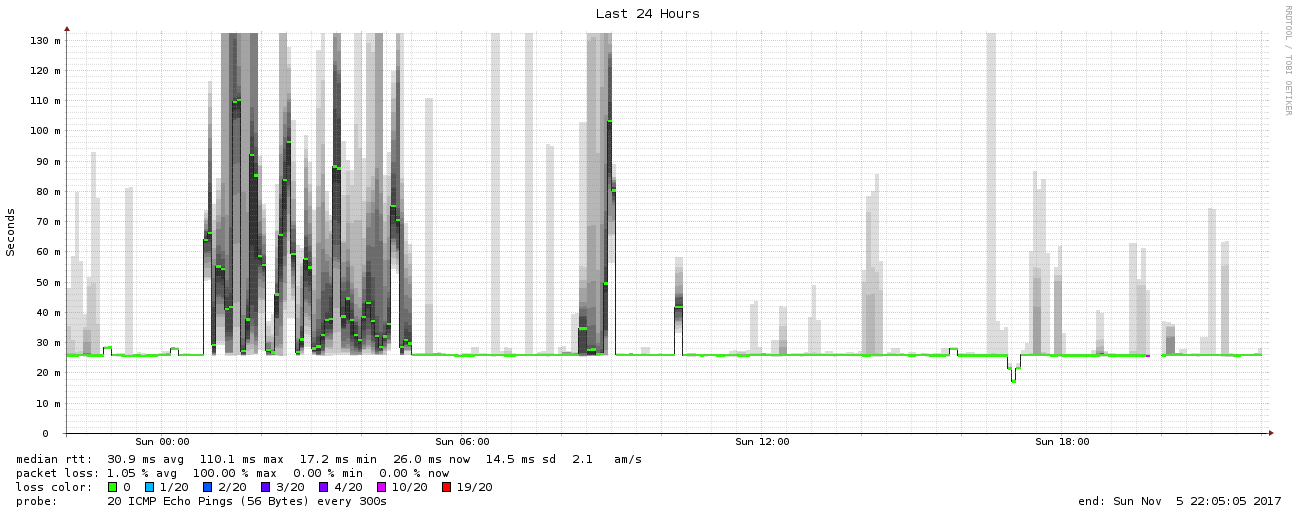 Last 24 Hours
RRDTOOL / TOBI OETIKER
Seconds
130 m
120 m
110 m
100 m
90 m
80 m
70 m
60 m
50 m
40 m
30 m
20 m
10 m
0
Sun 00:00 Sun 06:00 Sun 12:00 Sun 18:00
median rtt: 30.9 ms avg 110.1 ms max 17.2 ms min 26.0 ms now 14.5 ms sd 2.1 am/s
packet loss: 1.05 % avg 100.00 % max 0.00 % min 0.00 % now
loss color: 0 1/20 2/20 3/20 4/20 10/20 19/20
probe: 20 ICMP Echo Pings (56 Bytes) every 300s end: Sun Nov 5 22:05:05 2017